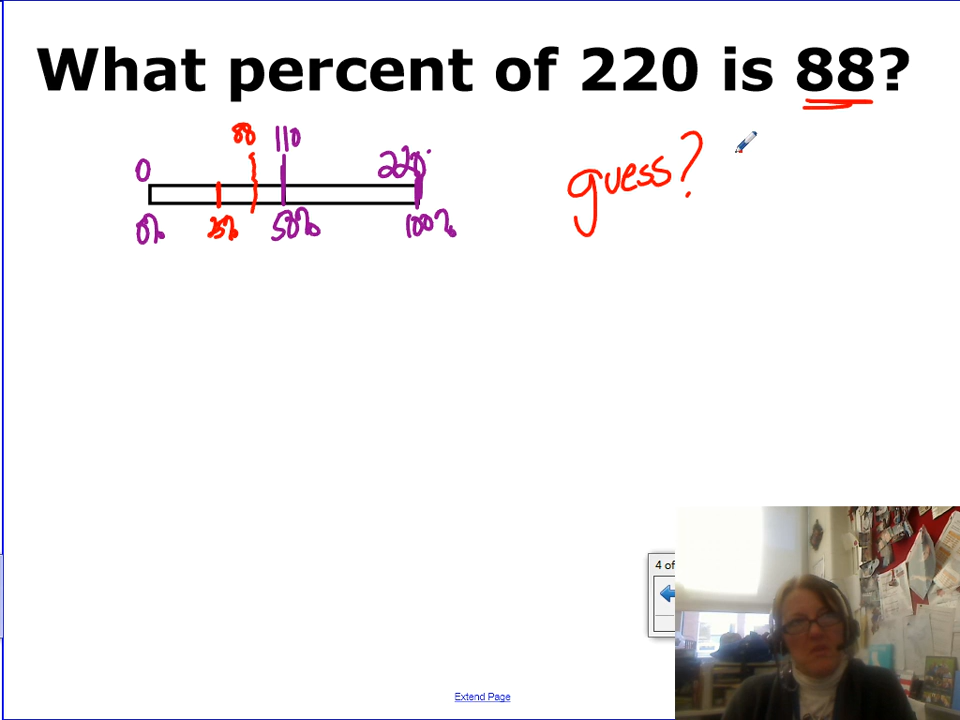 What percent of 220 is 88?
88 110
0 220
0% 25% 50% 100%
guess?
4 of
Extend Page